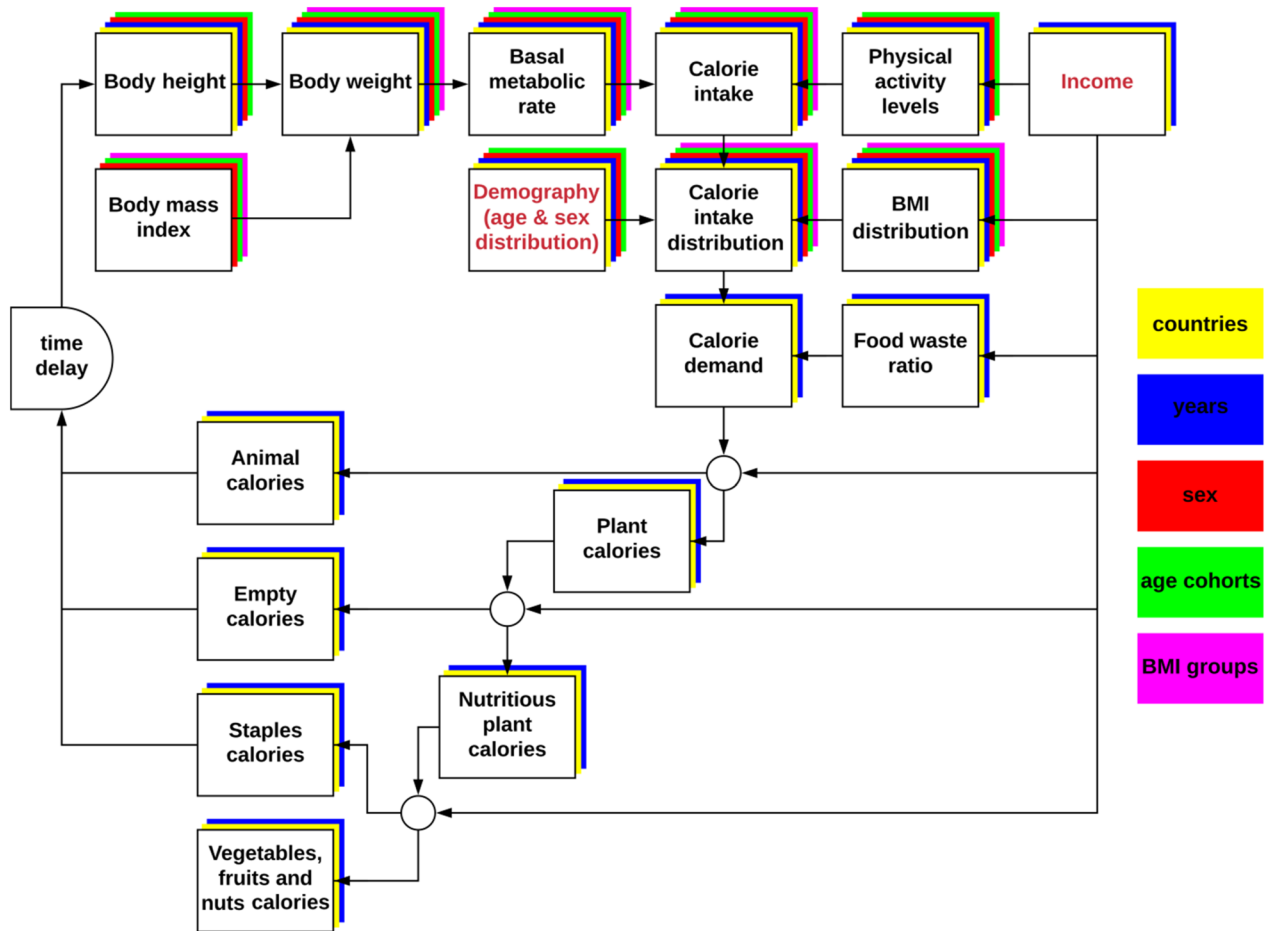 Body height
Body weight
Basal
metabolic
rate
Calorie
intake
Physical
activity
levels
Income
Body mass
index
Demography
(age & sex
distribution)
Calorie
intake
distribution
BMI
distribution
time
delay
Calorie
demand
Food waste
ratio
countries
years
sex
age cohorts
BMI groups
Animal
calories
Plant
calories
Empty
calories
Nutritious
plant
calories
Staples
calories
Vegetables,
fruits and
nuts calories